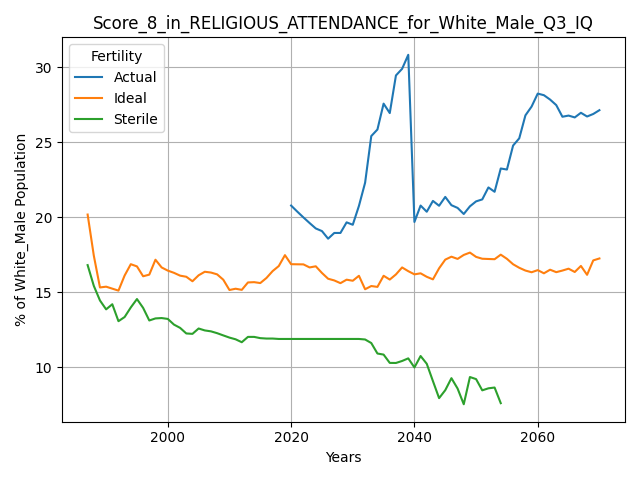 Score_8_in_RELIGIOUS_ATTENDANCE_for_White_Male_Q3_IQ
Fertility
Actual
Ideal
Sterile
% of White_Male Population
30
25
20
15
10
2000
2020
2040
2060
Years